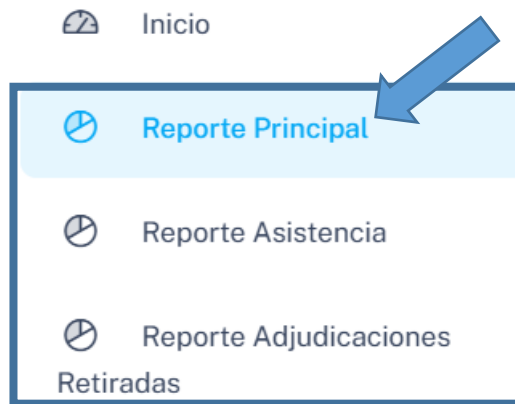 Inicio
Reporte Principal
Reporte Asistencia
Reporte Adjudicaciones
Retiradas